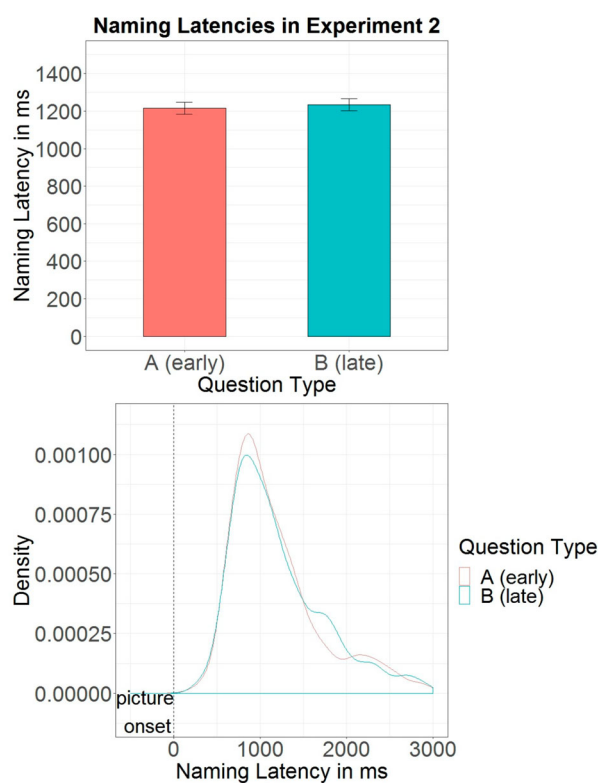 Naming Latencies in Experiment 2
Naming Latency in ms
1400
1200
1000
800
600
400
200
0
A (early)
B (late)
Question Type
Density
0.00100
0.00075
0.00050
0.00025
0.00000
picture
onset
0
1000
2000
3000
Naming Latency in ms
Question Type
A (early)
B (late)